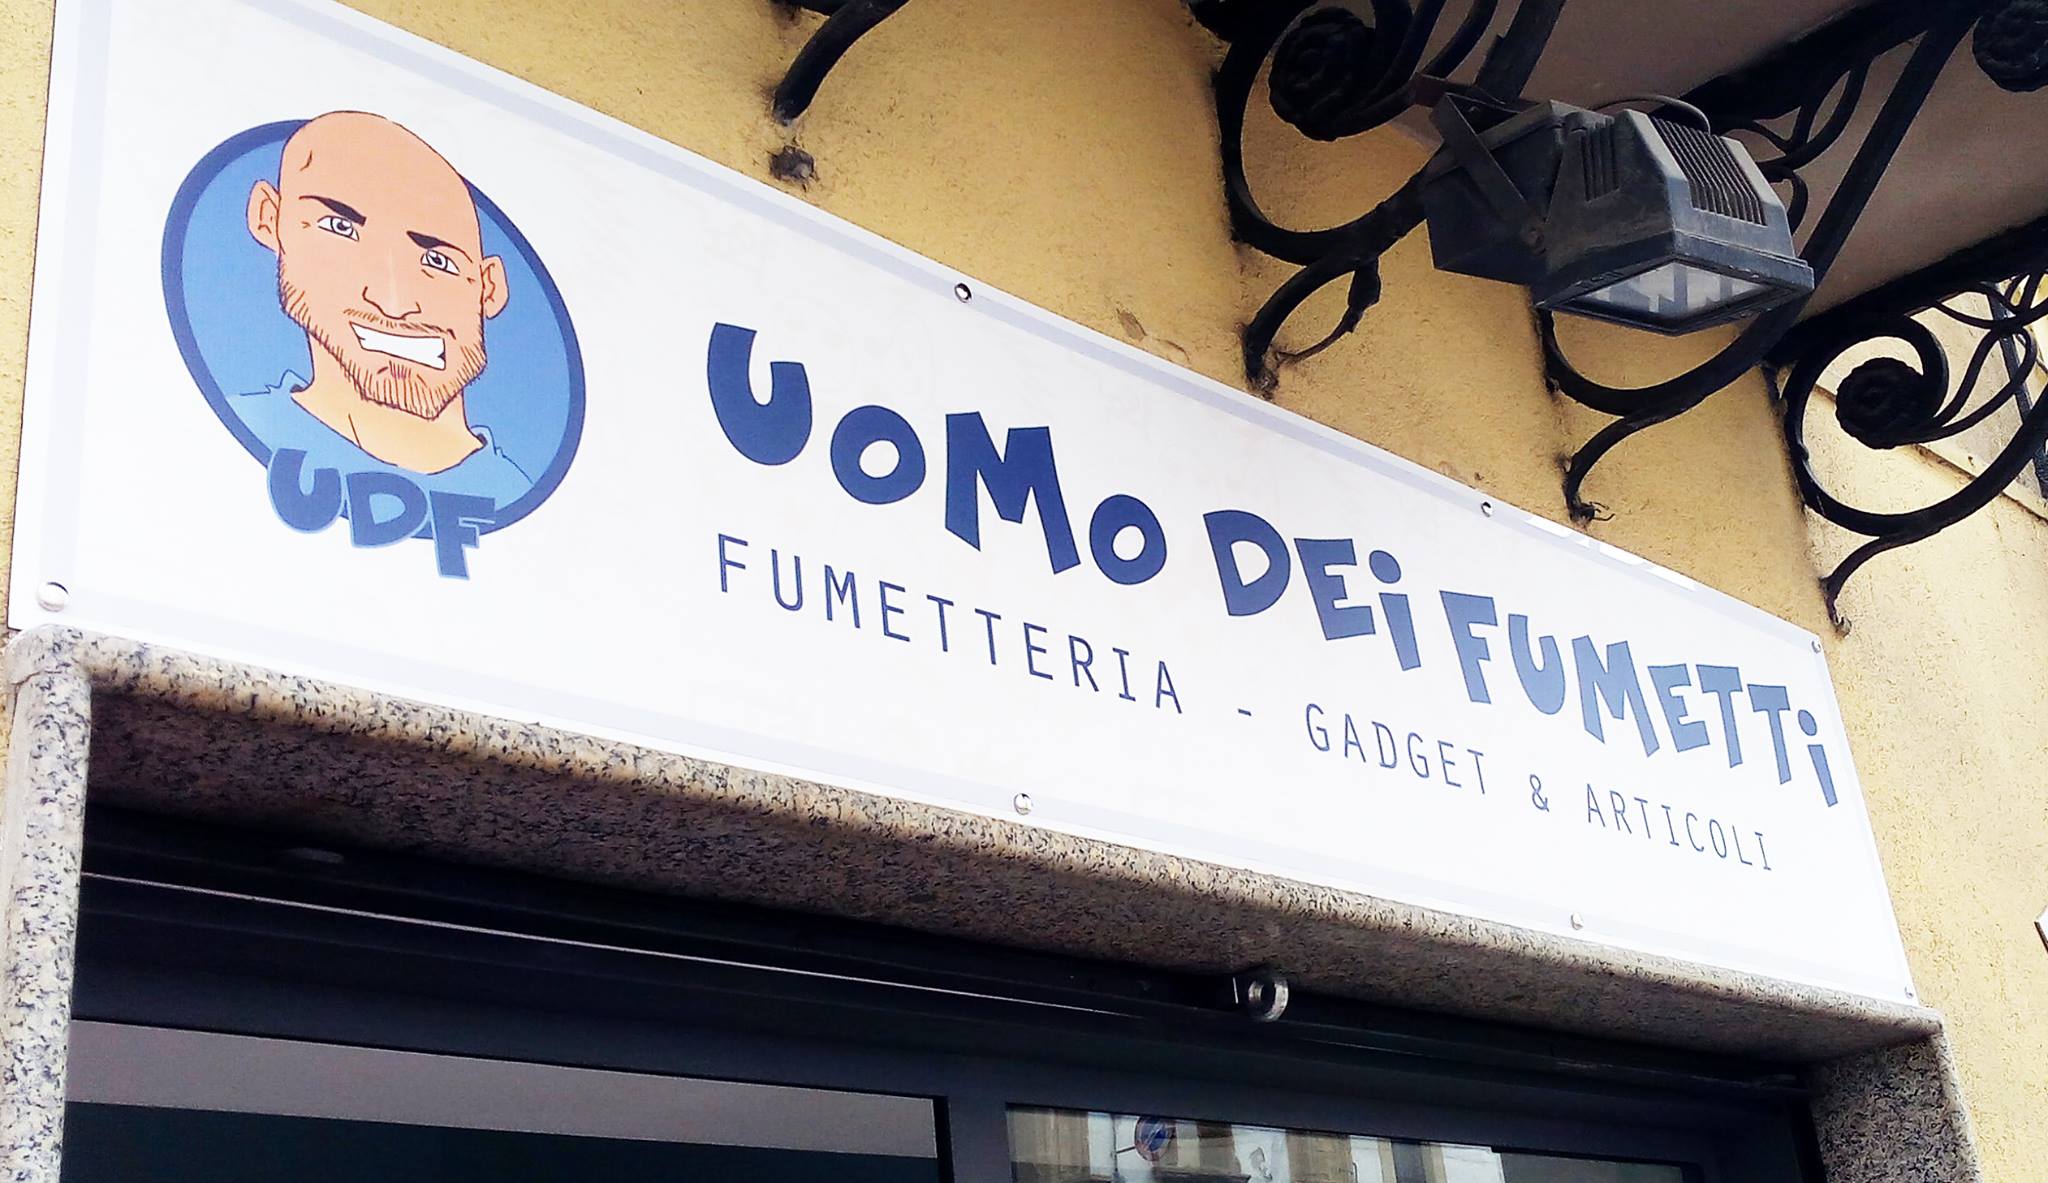 UDF
UoMo DEi FUMETTi
FUMETTERIA - GADGET & ARTICOLI